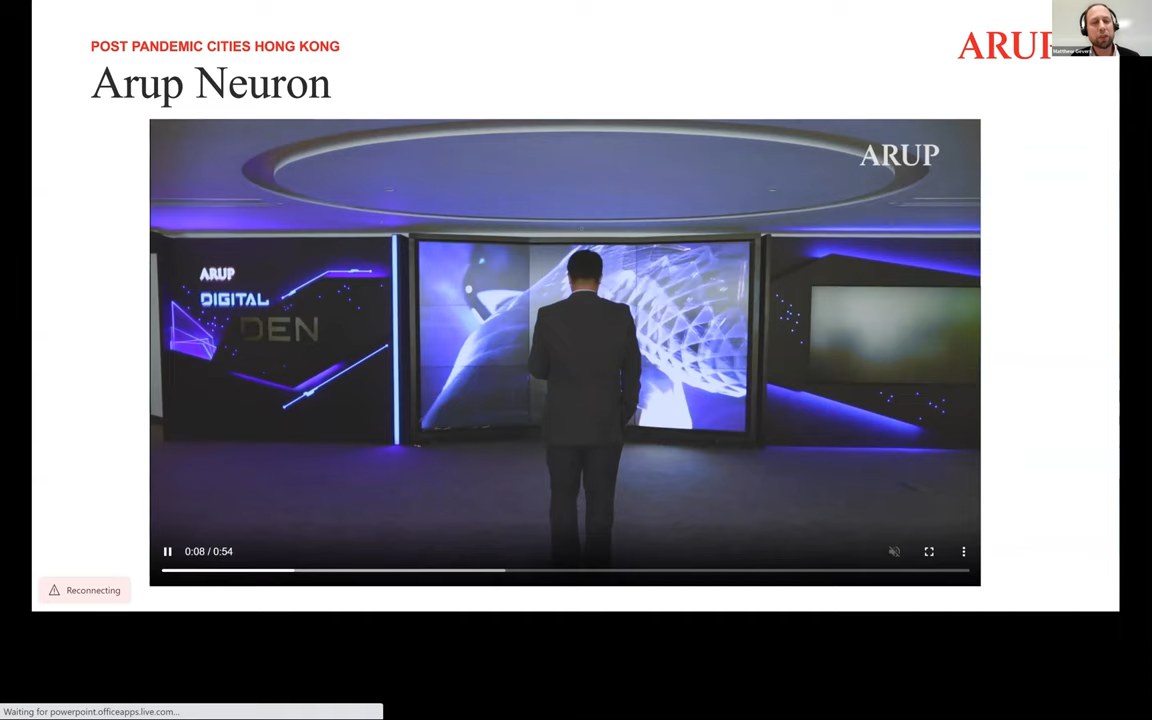 POST PANDEMIC CITIES HONG KONG
Arup Neuron
ARUP
ARUP
ARUP
DIGITAL
DEN
0:08 / 0:54
Reconnecting
Waiting for powerpoint.officeapps.live.com...